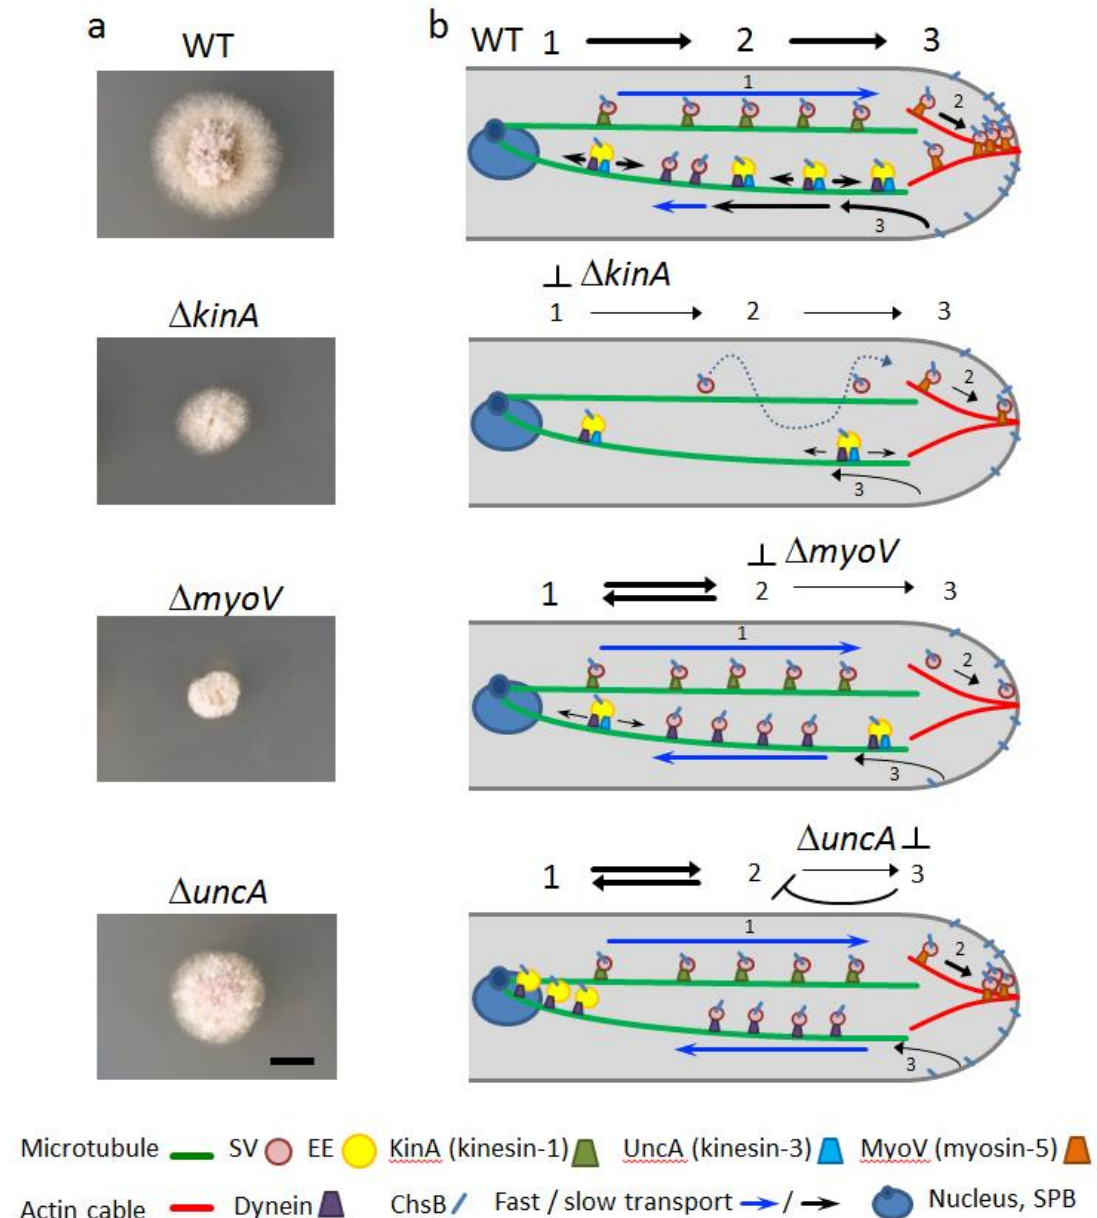 a
WT
b
WT 1 2 3
1
2
3
⊥ ΔkinA
1 2 3
ΔkinA
2
3
⊥ ΔmyoV
1 2 3
ΔmyoV
1
2
3
ΔuncA ⊥
1 2 3
ΔuncA
1
2
3
Microtubule SV EE KinA (kinesin-1) UncA (kinesin-3) MyoV (myosin-5)
Actin cable Dynein ChsB Fast / slow transport / Nucleus, SPB